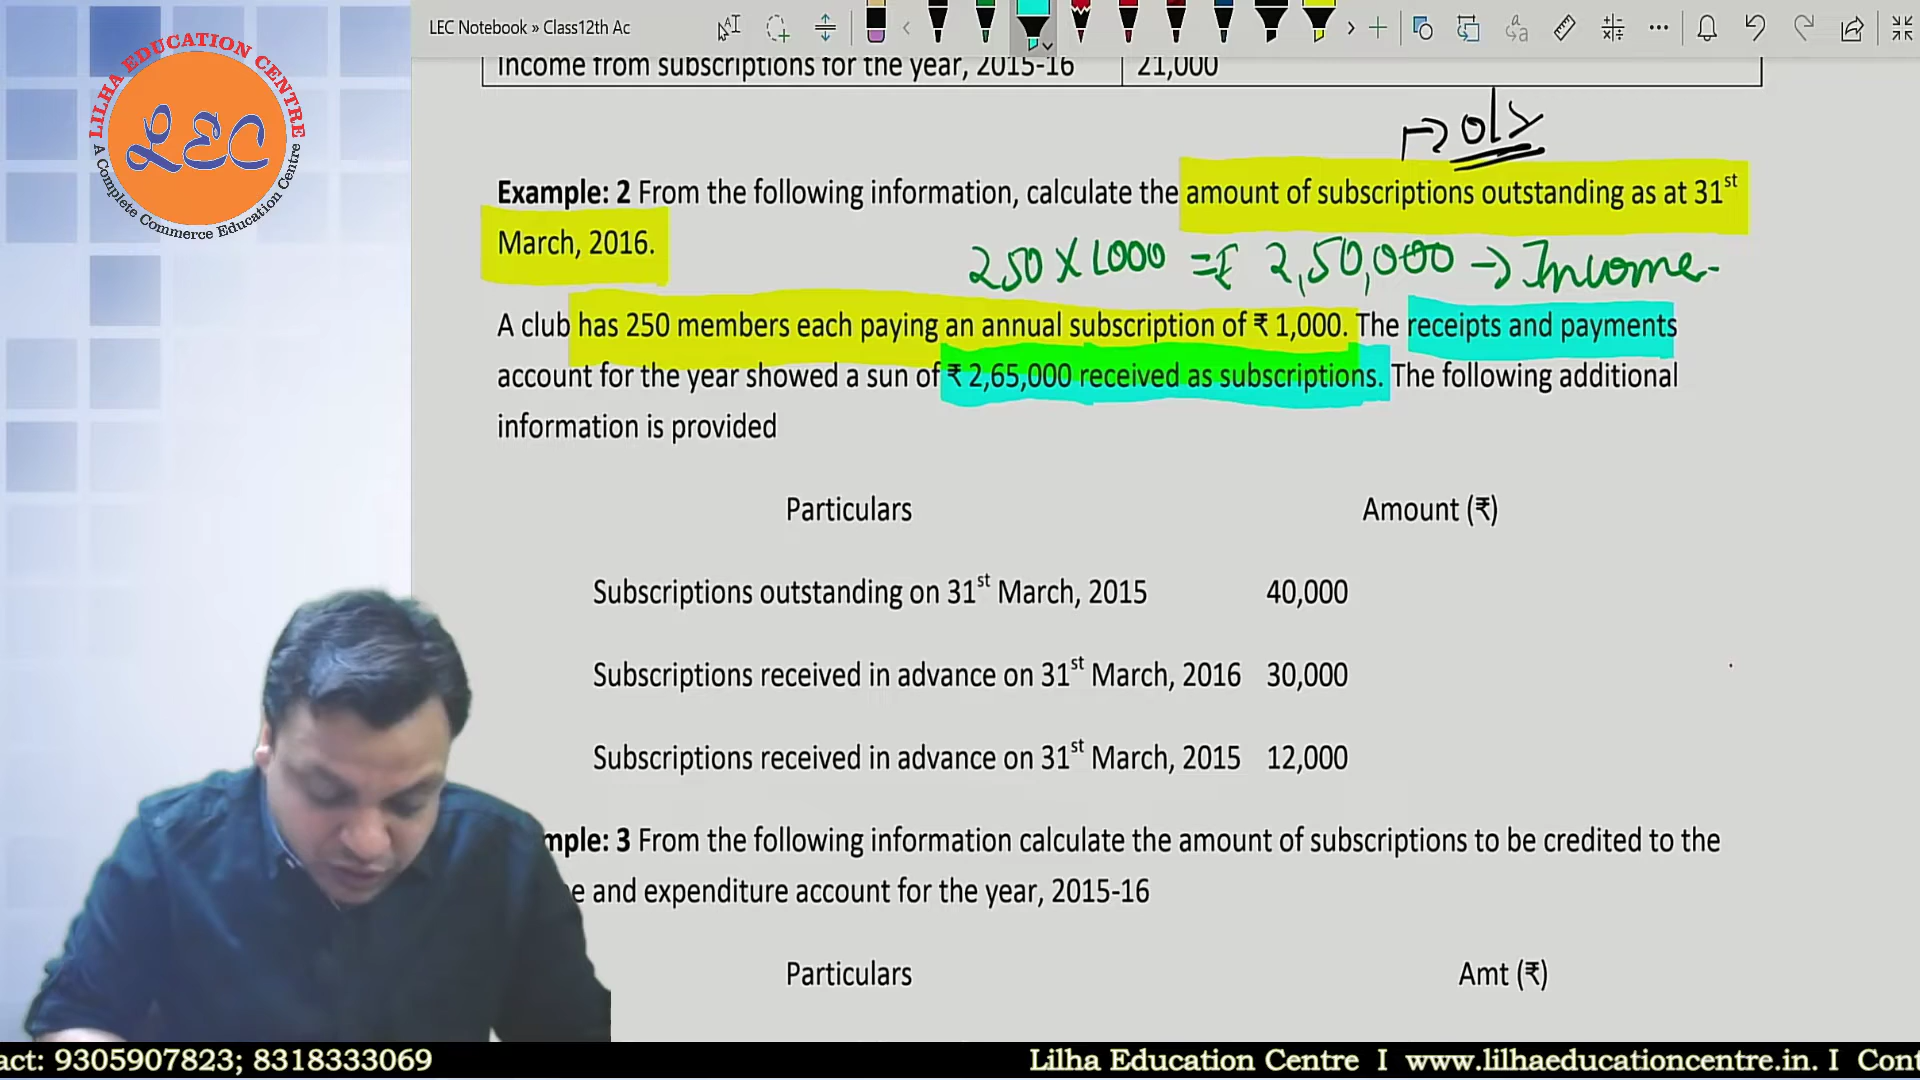 LEC Notebook » Class12th Ac
LILHA EDUCATION CENTRE
LEC
A Complete Commerce Education Centre
Income from subscriptions for the year, 2015-16 21,000
o/s
Example: 2 From the following information, calculate the amount of subscriptions outstanding as at 31st
March, 2016.
250 × 1000 = ₹ 2,50,000 → Income
A club has 250 members each paying an annual subscription of ₹ 1,000. The receipts and payments
account for the year showed a sun of ₹ 2,65,000 received as subscriptions. The following additional
information is provided
Particulars Amount (₹)
Subscriptions outstanding on 31st March, 2015 40,000
Subscriptions received in advance on 31st March, 2016 30,000
Subscriptions received in advance on 31st March, 2015 12,000
mple: 3 From the following information calculate the amount of subscriptions to be credited to the
e and expenditure account for the year, 2015-16
Particulars Amt (₹)
act: 9305907823; 8318333069 Lilha Education Centre I www.lilhaeducationcentre.in. I Cont